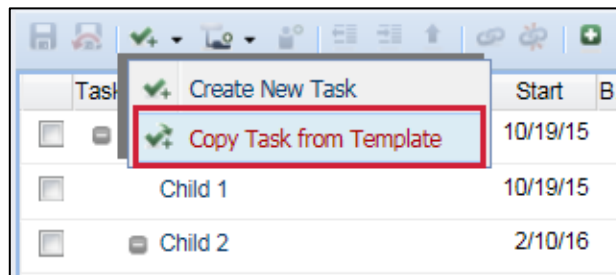 Create New Task
Task Start B
Copy Task from Template 10/19/15
Child 1 10/19/15
Child 2 2/10/16